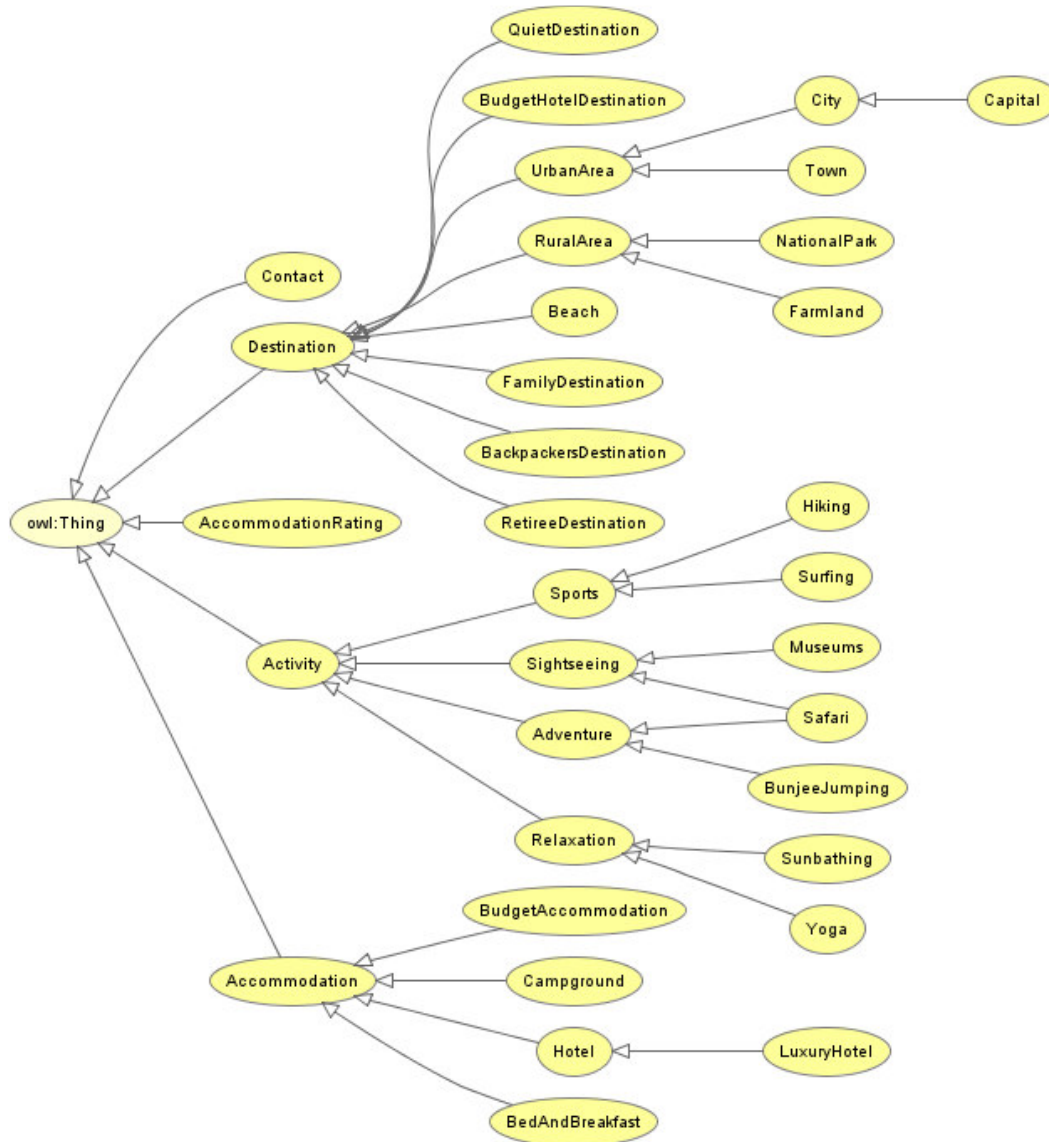 QuietDestination
BudgetHotelDestination
City
Capital
UrbanArea
Town
RuralArea
NationalPark
Contact
Beach
Farmland
Destination
FamilyDestination
BackpackersDestination
owl:Thing
AccommodationRating
RetireeDestination
Hiking
Sports
Surfing
Activity
Sightseeing
Museums
Adventure
Safari
BunjeeJumping
Relaxation
Sunbathing
BudgetAccommodation
Yoga
Accommodation
Campground
Hotel
LuxuryHotel
BedAndBreakfast